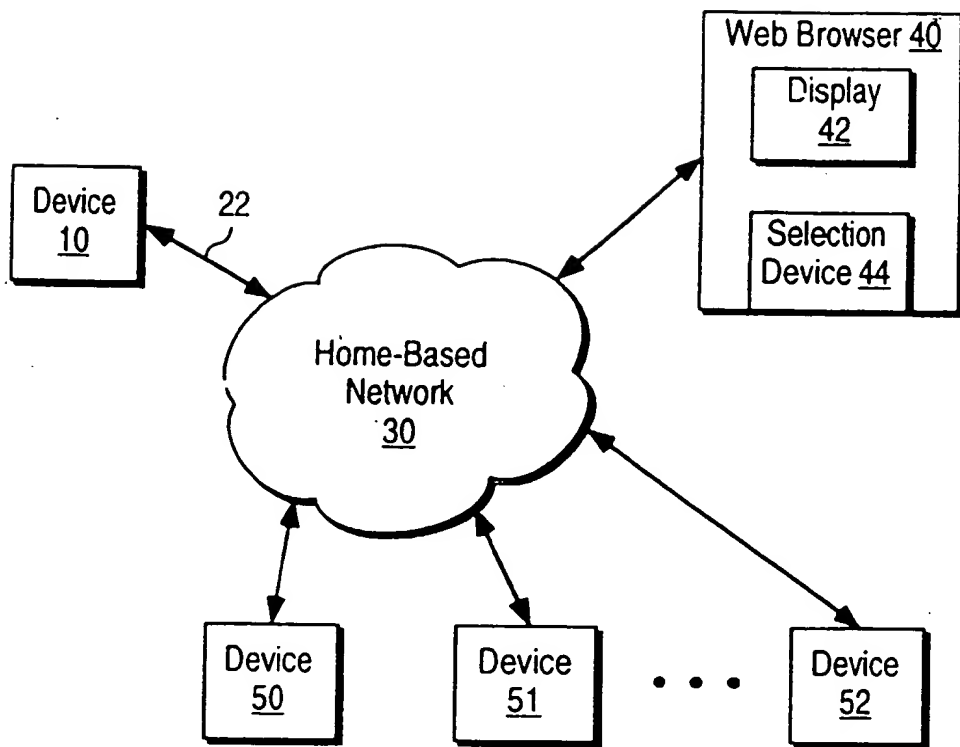 Web Browser 40
Display
42
Selection
Device 44
Device
10
22
Home-Based
Network
30
Device
50
Device
51
Device
52